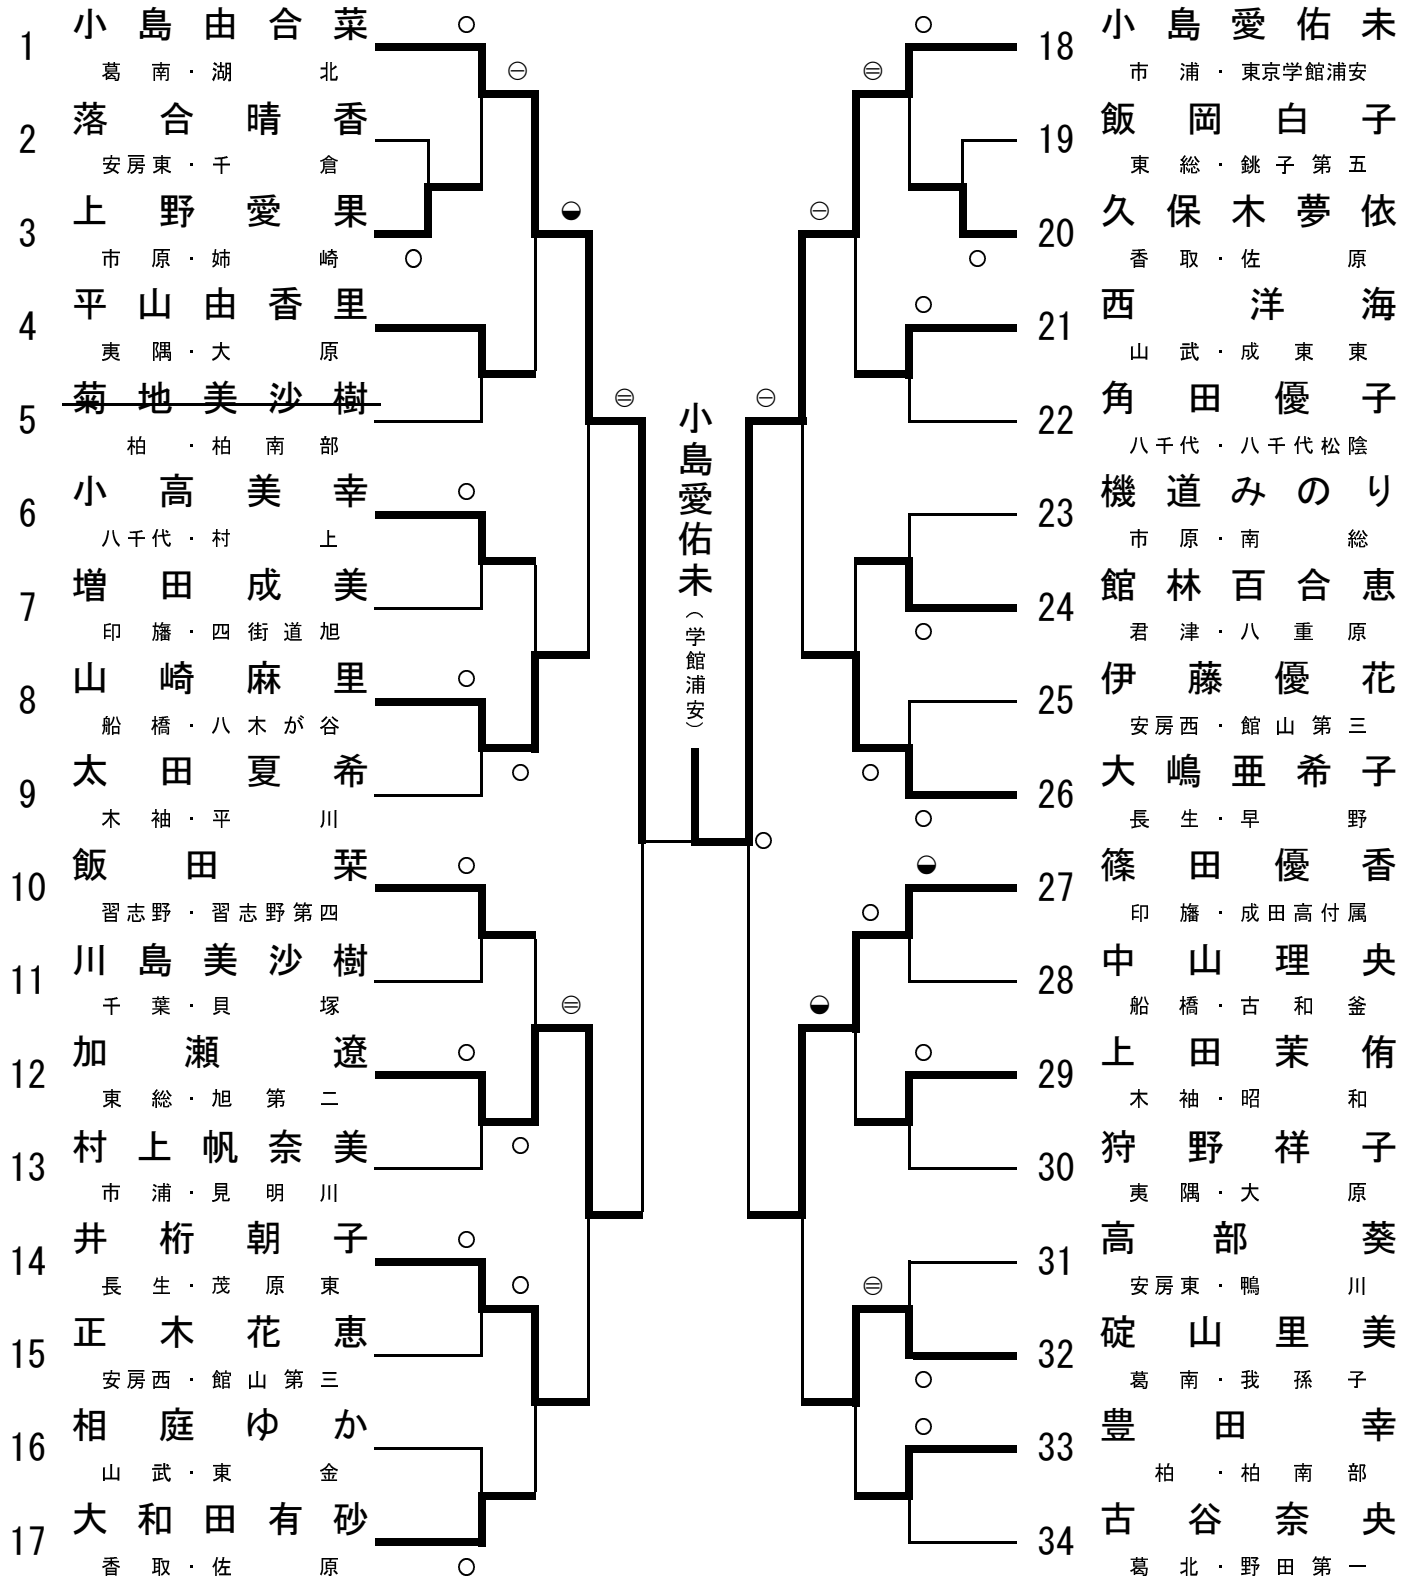 1 小島由合菜
葛南・湖北
2 落合晴香
安房東・千倉
3 上野愛果
市原・姉崎
4 平山由香里
夷隅・大原
5 菊地美沙樹
柏・柏南部
6 小高美幸
八千代・村上
7 増田成美
印旛・四街道旭
8 山崎麻里
船橋・八木が谷
9 太田夏希
木袖・平川
10 飯田栞
習志野・習志野第四
11 川島美沙樹
千葉・貝塚
12 加瀬遼
東総・旭第二
13 村上帆奈美
市浦・見明川
14 井桁朝子
長生・茂原東
15 正木花恵
安房西・館山第三
16 相庭ゆか
山武・東金
17 大和田有砂
香取・佐原
小島愛佑未（学館浦安）
18 小島愛佑未
市浦・東京学館浦安
19 飯岡白子
東総・銚子第五
20 久保木夢依
香取・佐原
21 西洋海
山武・成東東
22 角田優子
八千代・八千代松陰
23 機道みのり
市原・南総
24 館林百合恵
君津・八重原
25 伊藤優花
安房西・館山第三
26 大嶋亜希子
長生・早野
27 篠田優香
印旛・成田高付属
28 中山理央
船橋・古和釜
29 上田茉侑
木袖・昭和
30 狩野祥子
夷隅・大原
31 高部葵
安房東・鴨川
32 碇山里美
葛南・我孫子
33 豊田幸
柏・柏南部
34 古谷奈央
葛北・野田第一